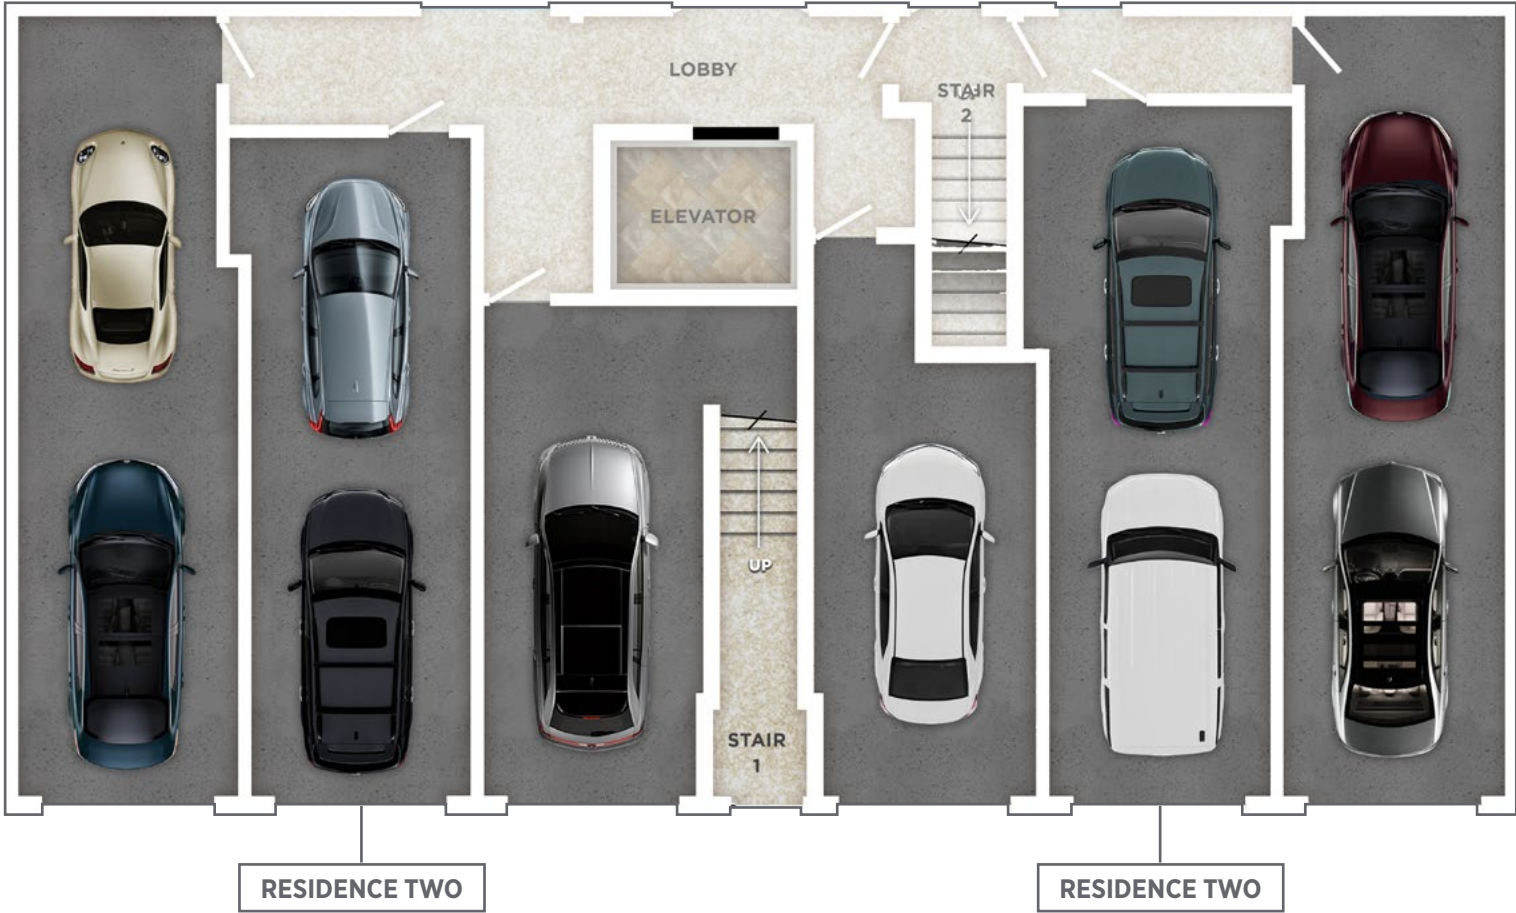 LOBBY
STAIR
2
ELEVATOR
UP
STAIR
1
RESIDENCE TWO
RESIDENCE TWO